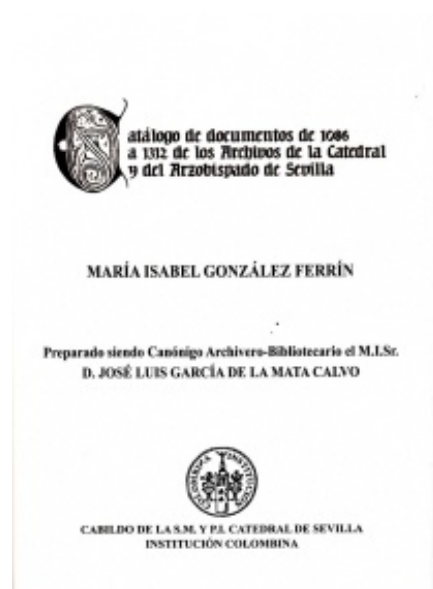 Catálogo de documentos de 1086
a 1312 de los Archivos de la Catedral
y del Arzobispado de Sevilla
MARÍA ISABEL GONZÁLEZ FERRÍN
Preparado siendo Canónigo Archivero-Bibliotecario el M.I.Sr.
D. JOSÉ LUIS GARCÍA DE LA MATA CALVO
INSTITUCIÓN COLOMBINA
CABILDO DE LA S.M. Y P.I. CATEDRAL DE SEVILLA
INSTITUCIÓN COLOMBINA